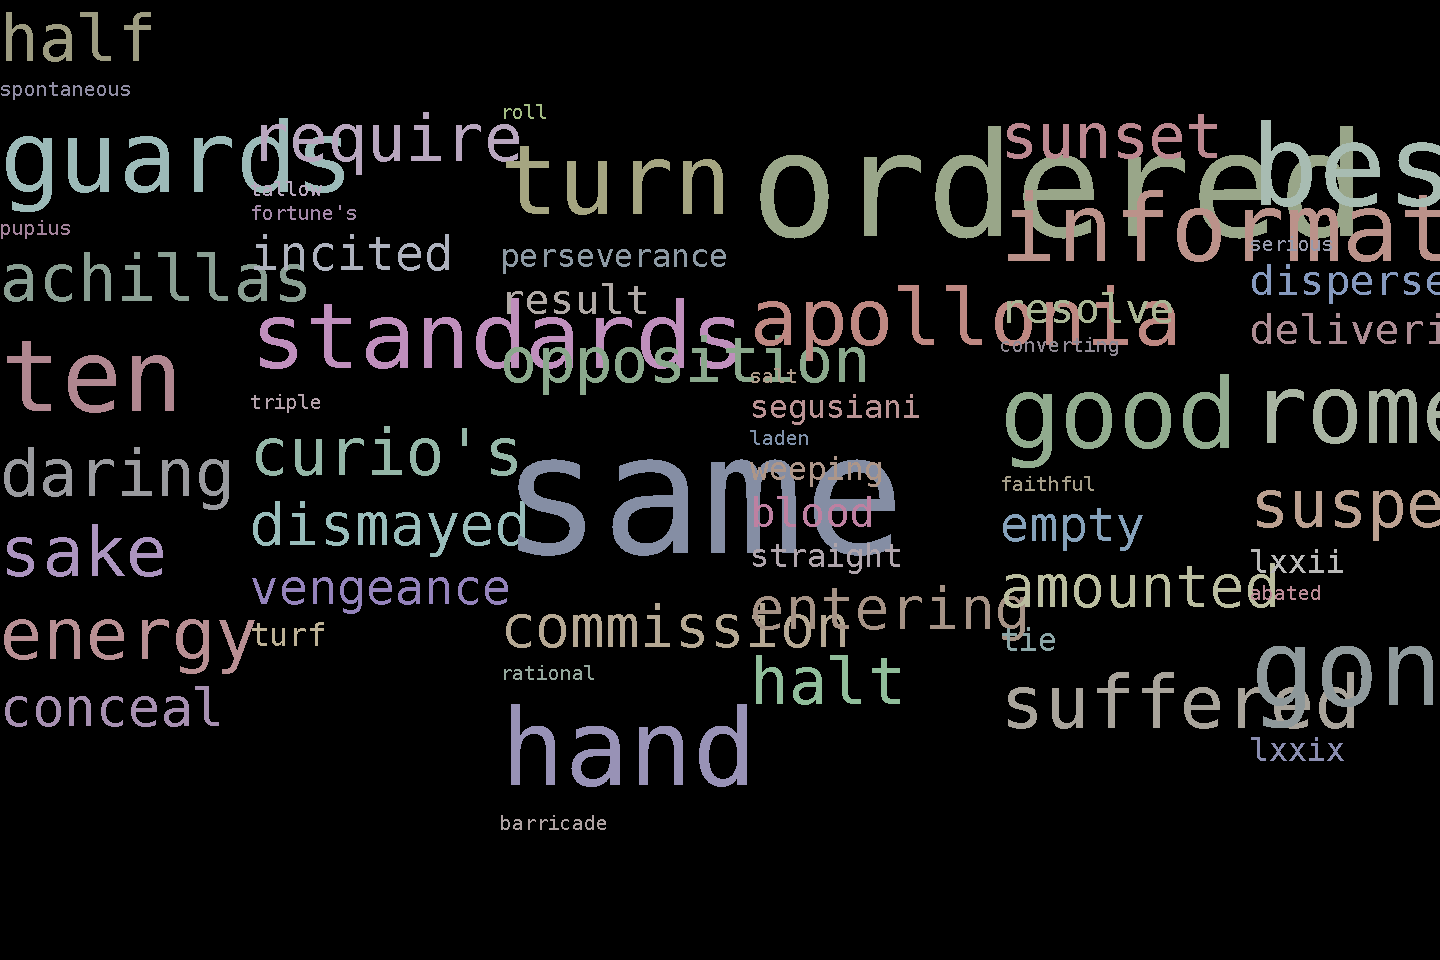 half
spontaneous
guards
pupius
achillas
ten
daring
sake
energy
conceal
require
tallow
fortune's
incited
standards
triple
curio's
dismayed
vengeance
turf
roll
turn
perseverance
result
opposition
same
commission
rational
hand
barricade
ordered
apollonia
salt
segusiani
laden
weeping
blood
straight
entering
halt
sunset
informat
resolve
converting
good
faithful
empty
amounted
tie
suffered
bes
serious
disperse
deliveri
rome
suspe
lxxii
abated
gon
lxxix